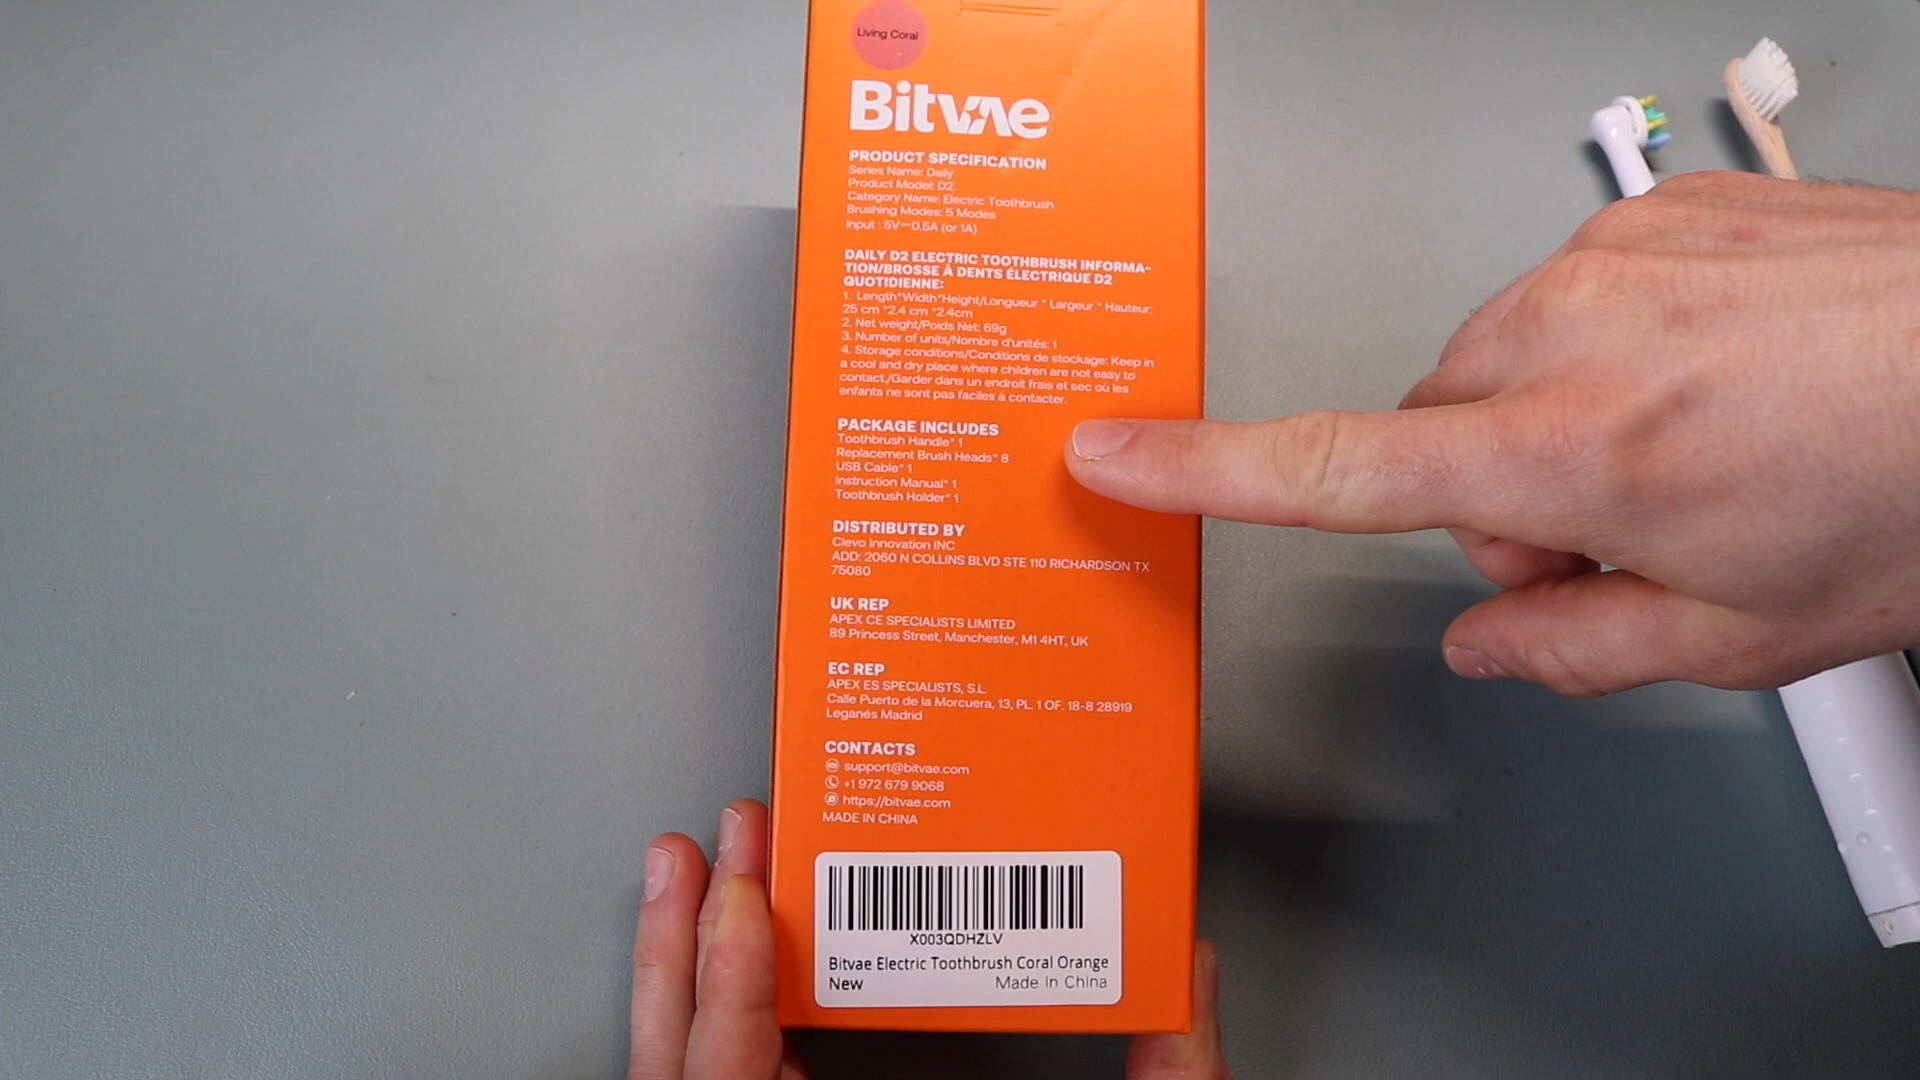 Living Coral
Bitvae
PRODUCT SPECIFICATION
Series Name: Daily
Product Model: D2
Category Name: Electric Toothbrush
Brushing Modes: 5 Modes
Input : 5V⎓0.5A (or 1A)
DAILY D2 ELECTRIC TOOTHBRUSH INFORMA-
TION/BROSSE À DENTS ÉLECTRIQUE D2
QUOTIDIENNE:
1. Length*Width*Height/Longueur * Largeur * Hauteur:
25 cm *2.4 cm *2.4cm
2. Net weight/Poids Net: 69g
3. Number of units/Nombre d'unités: 1
4. Storage conditions/Conditions de stockage: Keep in
a cool and dry place where children are not easy to
contact./Garder dans un endroit frais et sec où les
enfants ne sont pas faciles à contacter.
PACKAGE INCLUDES
Toothbrush Handle* 1
Replacement Brush Heads* 8
USB Cable* 1
Instruction Manual* 1
Toothbrush Holder* 1
DISTRIBUTED BY
Clevo Innovation INC
ADD: 2060 N COLLINS BLVD STE 110 RICHARDSON TX
75080
UK REP
APEX CE SPECIALISTS LIMITED
89 Princess Street, Manchester, M1 4HT, UK
EC REP
APEX ES SPECIALISTS, S.L.
Calle Puerto de la Morcuera, 13, PL. 1 OF. 18-8 28919
Leganés Madrid
CONTACTS
support@bitvae.com
+1 972 679 9068
https://bitvae.com
MADE IN CHINA
X003QDHZLV
Bitvae Electric Toothbrush Coral Orange
New Made in China